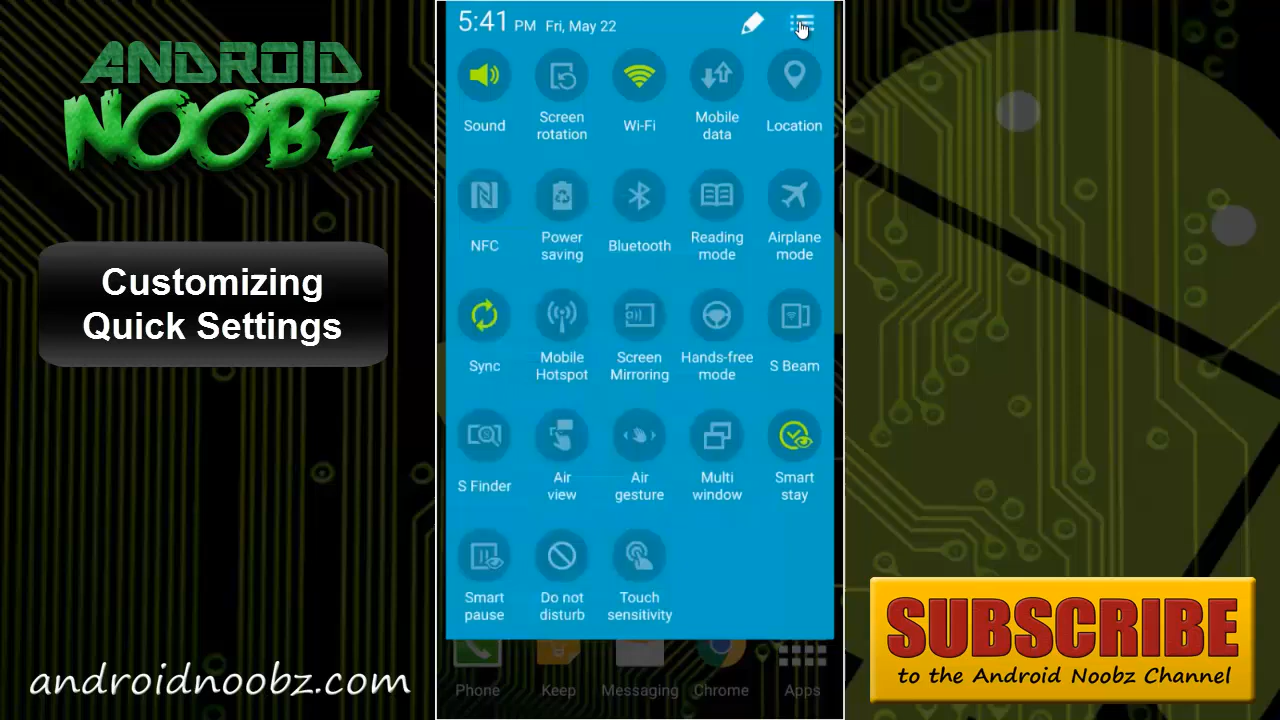 ANDROID
NOOBZ
Customizing
Quick Settings
androidnoobz.com
5:41 PM Fri, May 22
Sound
Screen
rotation
Wi-Fi
Mobile
data
Location
NFC
Power
saving
Bluetooth
Reading
mode
Airplane
mode
Sync
Mobile
Hotspot
Screen
Mirroring
Hands-free
mode
S Beam
S Finder
Air
view
Air
gesture
Multi
window
Smart
stay
Smart
pause
Do not
disturb
Touch
sensitivity
Phone
Keep
Messaging
Chrome
Apps
SUBSCRIBE
to the Android Noobz Channel